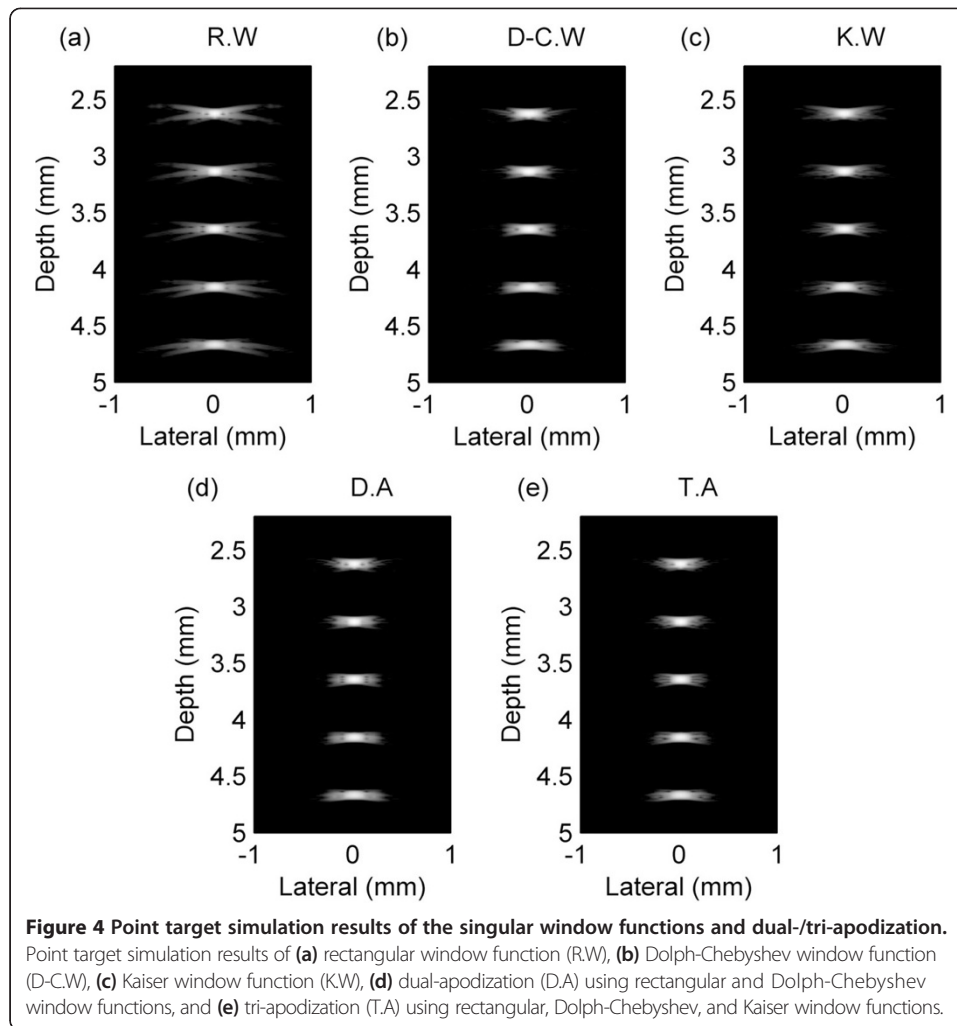 (a) R.W
(b) D-C.W
(c) K.W
2.5
3
3.5
4
4.5
5
Depth (mm)
-1 0 1
Lateral (mm)
2.5
3
3.5
4
4.5
5
Depth (mm)
-1 0 1
Lateral (mm)
2.5
3
3.5
4
4.5
5
Depth (mm)
-1 0 1
Lateral (mm)
(d) D.A
(e) T.A
2.5
3
3.5
4
4.5
5
Depth (mm)
-1 0 1
Lateral (mm)
2.5
3
3.5
4
4.5
5
Depth (mm)
-1 0 1
Lateral (mm)
Figure 4 Point target simulation results of the singular window functions and dual-/tri-apodization.
Point target simulation results of (a) rectangular window function (R.W), (b) Dolph-Chebyshev window function
(D-C.W), (c) Kaiser window function (K.W), (d) dual-apodization (D.A) using rectangular and Dolph-Chebyshev
window functions, and (e) tri-apodization (T.A) using rectangular, Dolph-Chebyshev, and Kaiser window functions.